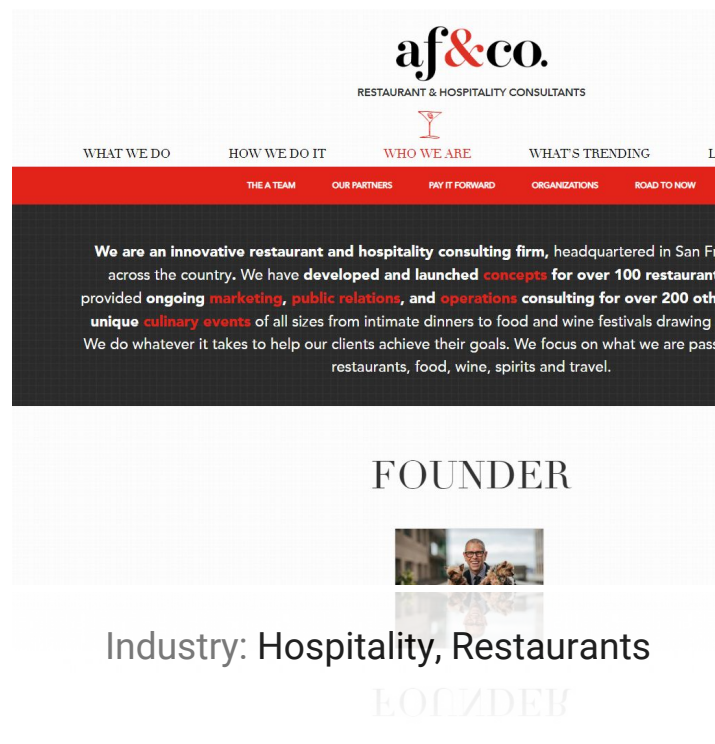 af&co.
RESTAURANT & HOSPITALITY CONSULTANTS
WHAT WE DO HOW WE DO IT WHO WE ARE WHAT'S TRENDING L
THE A TEAM OUR PARTNERS PAY IT FORWARD ORGANIZATIONS ROAD TO NOW
We are an innovative restaurant and hospitality consulting firm, headquartered in San Fr
across the country. We have developed and launched concepts for over 100 restaurant
provided ongoing marketing, public relations, and operations consulting for over 200 oth
unique culinary events of all sizes from intimate dinners to food and wine festivals drawing
We do whatever it takes to help our clients achieve their goals. We focus on what we are pas
restaurants, food, wine, spirits and travel.
FOUNDER
Industry: Hospitality, Restaurants
FOUNDER